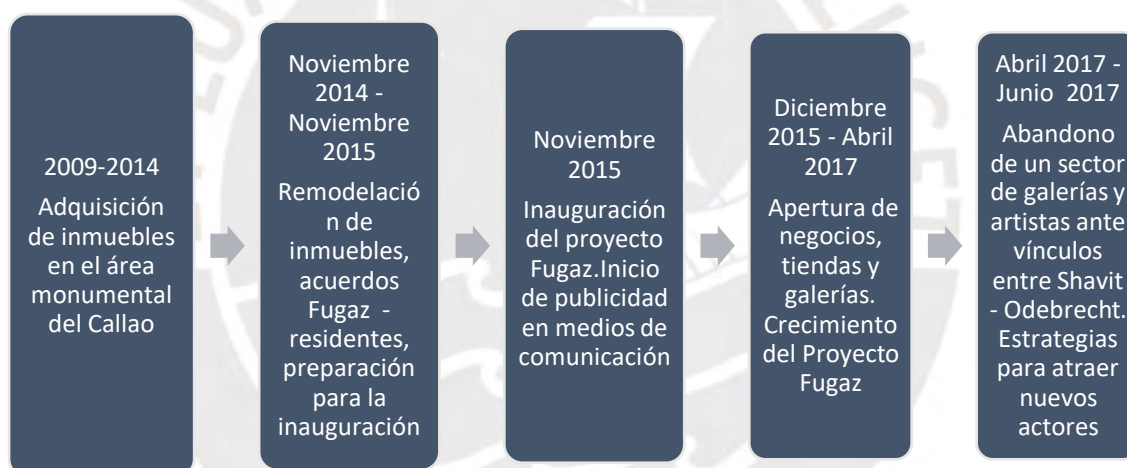 2009-2014
Adquisición
de inmuebles
en el área
monumental
del Callao
Noviembre
2014 -
Noviembre
2015
Remodelació
n de
inmuebles,
acuerdos
Fugaz -
residentes,
preparación
para la
inauguración
Noviembre
2015
Inauguración
del proyecto
Fugaz.Inicio
de publicidad
en medios de
comunicación
Diciembre
2015 - Abril
2017
Apertura de
negocios,
tiendas y
galerías.
Crecimiento
del Proyecto
Fugaz
Abril 2017 -
Junio 2017
Abandono
de un sector
de galerías y
artistas ante
vínculos
entre Shavit
- Odebrecht.
Estrategias
para atraer
nuevos
actores